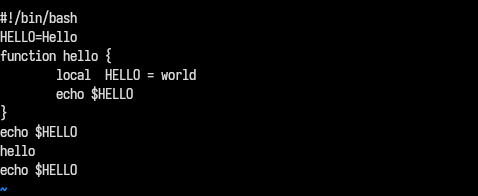 #!/bin/bash
HELLO=Hello
function hello {
        local  HELLO = world
        echo $HELLO
}
echo $HELLO
hello
echo $HELLO
~